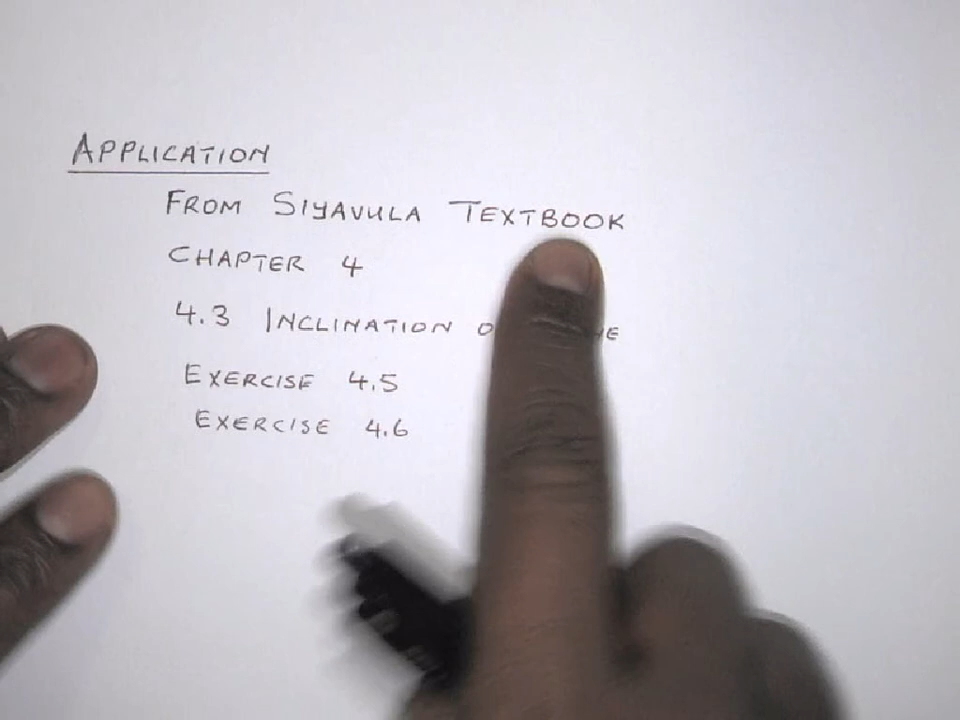 APPLICATION
FROM SIYAVULA TEXTBOOK
CHAPTER 4
4.3 INCLINATION
EXERCISE 4.5
EXERCISE 4.6